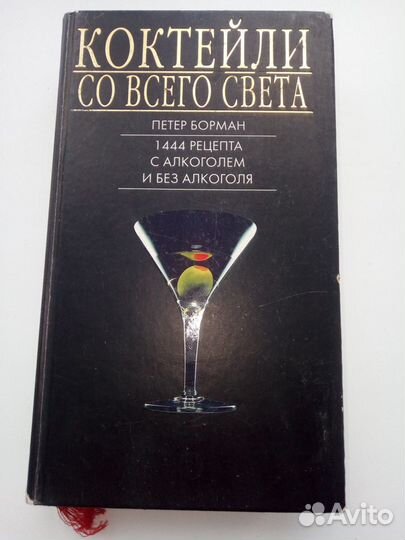 КОКТЕЙЛИ
СО ВСЕГО СВЕТА
ПЕТЕР БОРМАН
1444 РЕЦЕПТА
С АЛКОГОЛЕМ
И БЕЗ АЛКОГОЛЯ
Avito